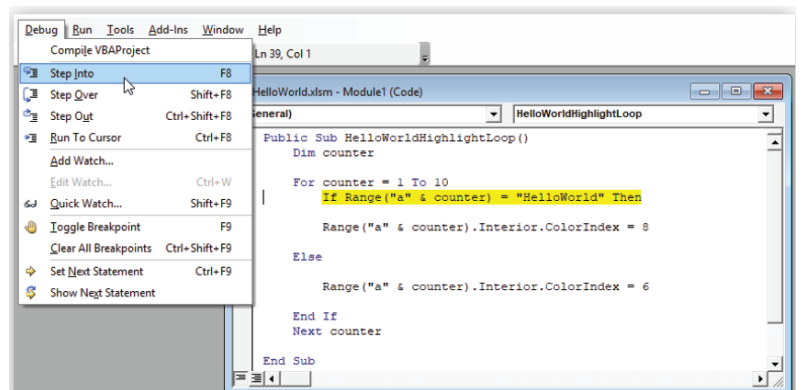 Debug Run Tools Add-Ins Window Help
Compile VBAProject
Ln 39, Col 1
Step Into F8
Step Over Shift+F8
Step Out Ctrl+Shift+F8
Run To Cursor Ctrl+F8
Add Watch...
Edit Watch... Ctrl+W
Quick Watch... Shift+F9
Toggle Breakpoint F9
Clear All Breakpoints Ctrl+Shift+F9
Set Next Statement Ctrl+F9
Show Next Statement
HelloWorld.xlsm - Module1 (Code)
General) HelloWorldHighlightLoop
Public Sub HelloWorldHighlightLoop()
Dim counter
For counter = 1 To 10
If Range("a" & counter) = "HelloWorld" Then
Range("a" & counter).Interior.ColorIndex = 8
Else
Range("a" & counter).Interior.ColorIndex = 6
End If
Next counter
End Sub